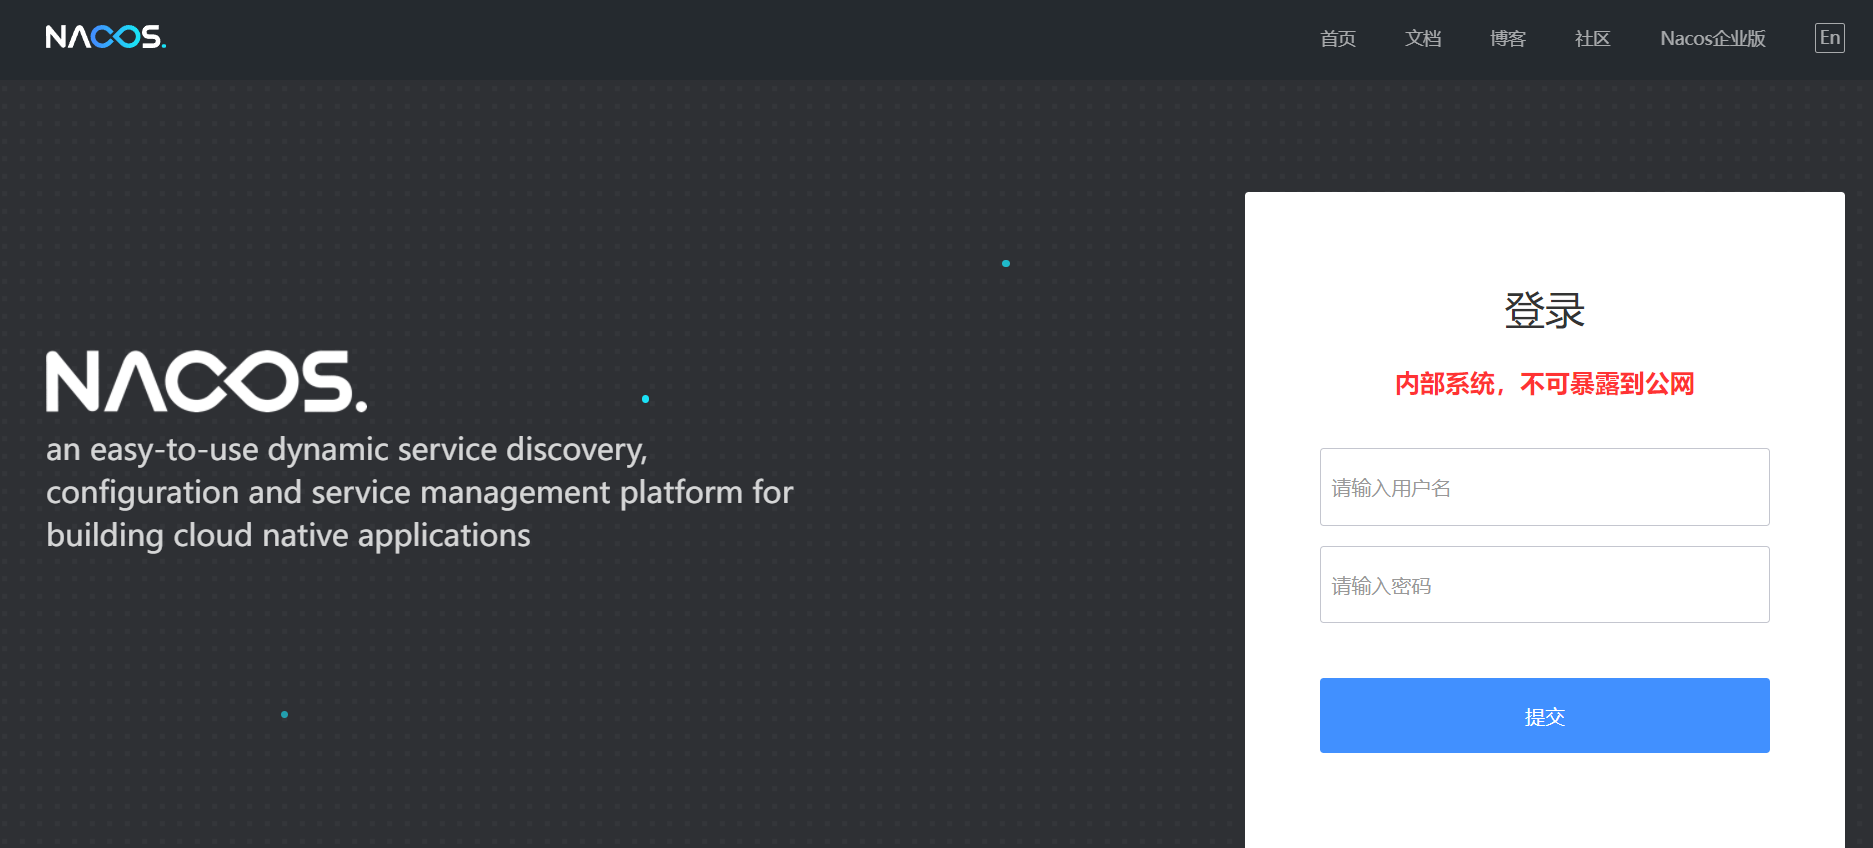 NACOS.
首页
文档
博客
社区
Nacos企业版
En
NACOS.
an easy-to-use dynamic service discovery,
configuration and service management platform for
building cloud native applications
登录
内部系统，不可暴露到公网
请输入用户名
请输入密码
提交